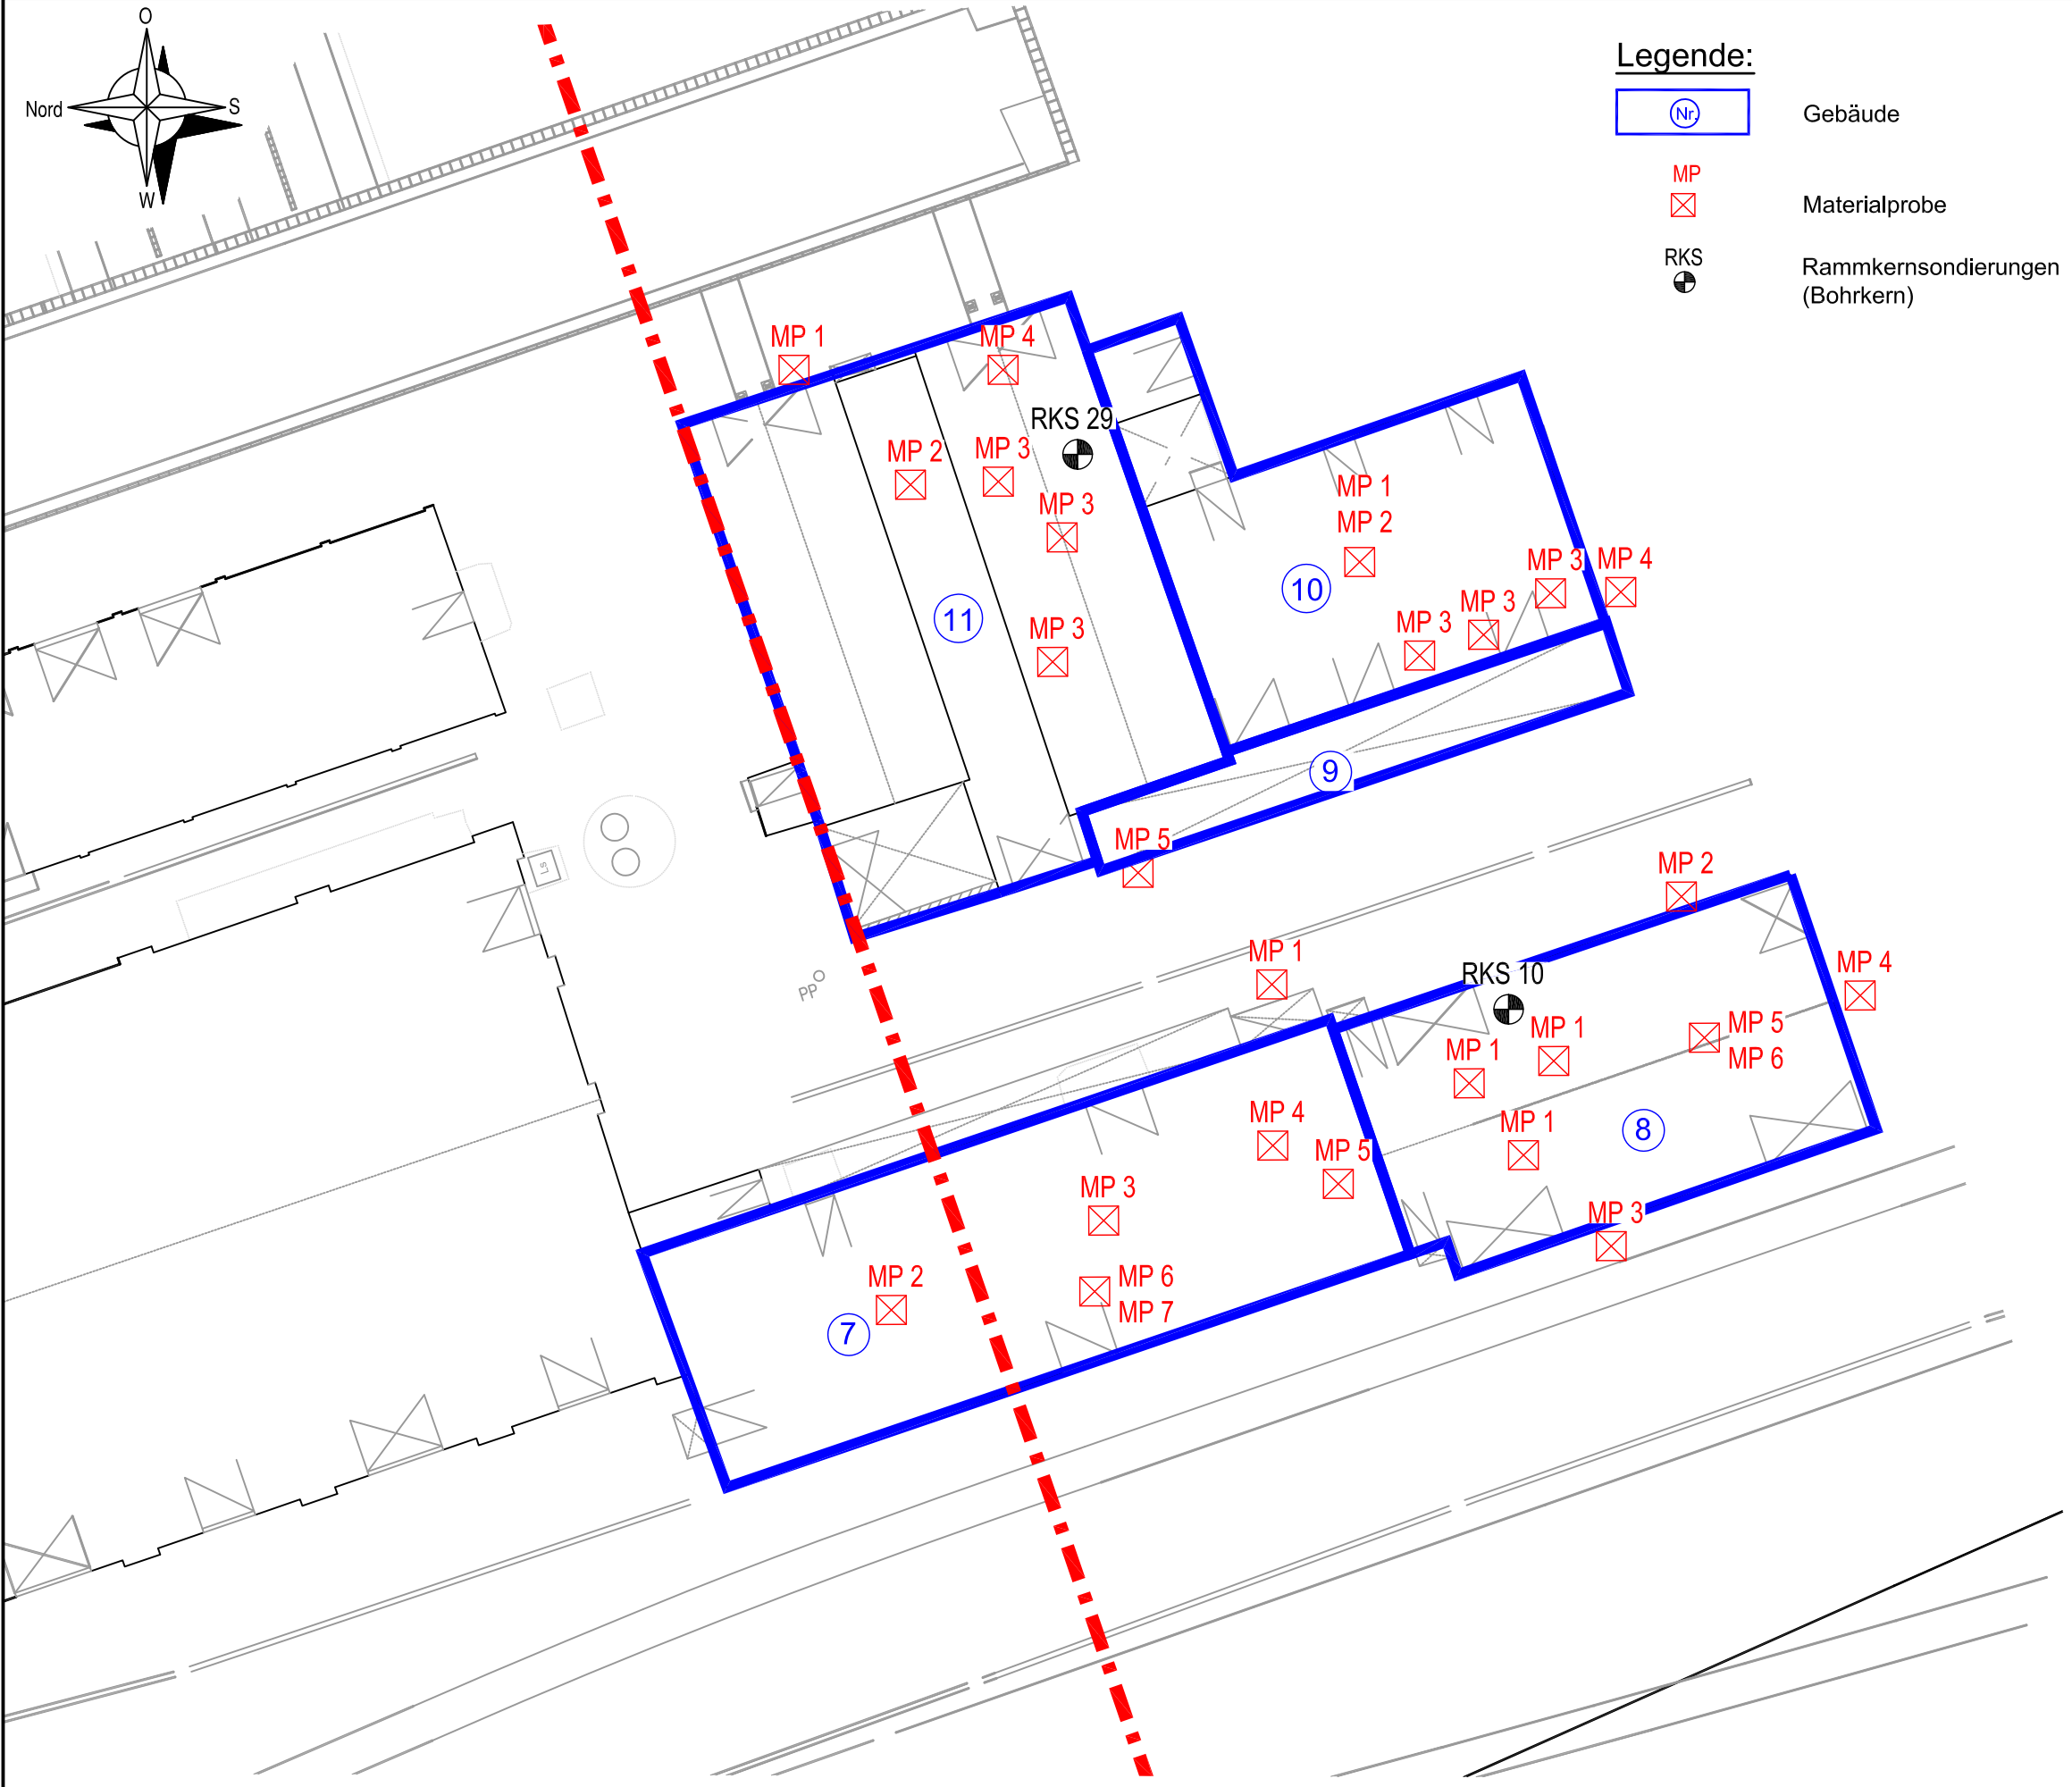 O
Nord
S
W
Legende:
Nr.
Gebäude
MP
Materialprobe
RKS
Rammkernsondierungen
(Bohrkern)
MP 1
MP 4
RKS 29
MP 2
MP 3
MP 3
MP 1
MP 2
MP 3
MP 4
10
11
MP 3
MP 3
MP 3
9
MP 5
LS
MP 2
MP 1
RKS 10
MP 4
PP
MP 1
MP 5
MP 6
MP 1
MP 4
MP 1
8
MP 5
MP 3
MP 3
MP 2
MP 6
MP 7
7